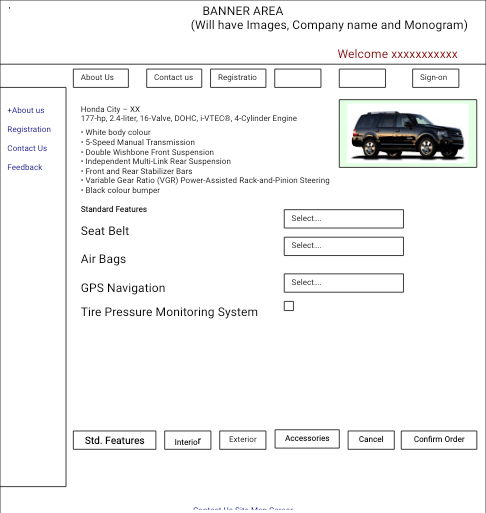 BANNER AREA
(Will have Images, Company name and Monogram)
Welcome xxxxxxxxxxx
About Us
Contact us
Registratio
Sign-on
+About us
Registration
Contact Us
Feedback
Honda City – XX
177-hp, 2.4-liter, 16-Valve, DOHC, i-VTEC®, 4-Cylinder Engine
• White body colour
• 5-Speed Manual Transmission
• Double Wishbone Front Suspension
• Independent Multi-Link Rear Suspension
• Front and Rear Stabilizer Bars
• Variable Gear Ratio (VGR) Power-Assisted Rack-and-Pinion Steering
• Black colour bumper
Standard Features
Seat Belt
Select....
Air Bags
Select....
GPS Navigation
Select....
Tire Pressure Monitoring System
Std. Features
Interior
Exterior
Accessories
Cancel
Confirm Order
Contact Us Site Map Career